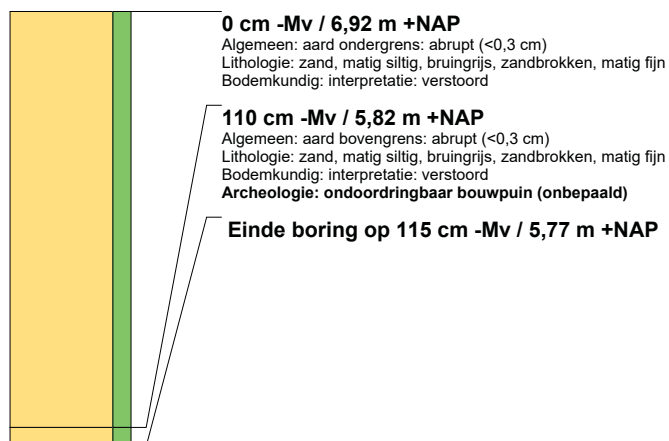 0 cm -Mv / 6,92 m +NAP
Algemeen: aard ondergrens: abrupt (<0,3 cm)
Lithologie: zand, matig siltig, bruingrijs, zandbrokken, matig fijn
Bodemkundig: interpretatie: verstoord
110 cm -Mv / 5,82 m +NAP
Algemeen: aard bovengrens: abrupt (<0,3 cm)
Lithologie: zand, matig siltig, bruingrijs, zandbrokken, matig fijn
Bodemkundig: interpretatie: verstoord
Archeologie: ondoordringbaar bouwpuin (onbepaald)
Einde boring op 115 cm -Mv / 5,77 m +NAP